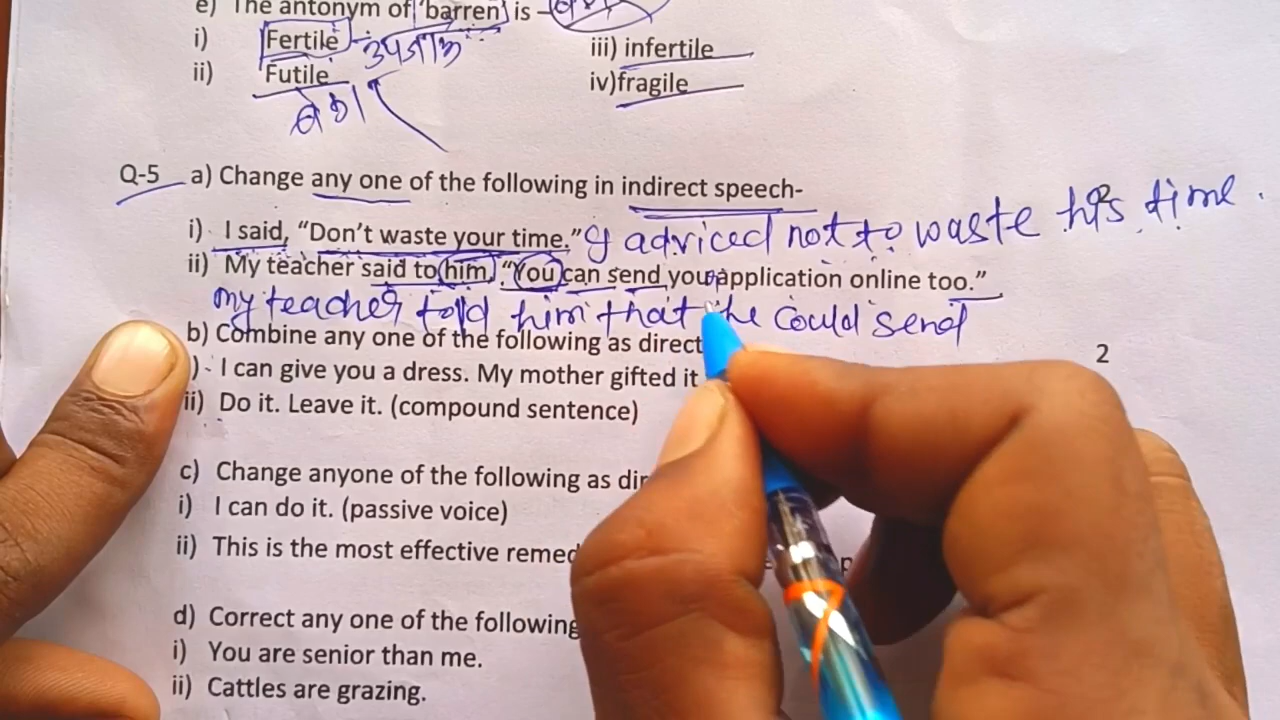 e) The antonym of 'barren' is -
i) Fertile - उपजाऊ iii) infertile
ii) Futile iv)fragile
Q-5 a) Change any one of the following in indirect speech-
i) I said, “Don't waste your time.” I adviced not to waste his time.
ii) My teacher said to him, “You can send your application online too.”
my teacher told him that he could send
b) Combine any one of the following as direct
) I can give you a dress. My mother gifted it
2
ii) Do it. Leave it. (compound sentence)
c) Change anyone of the following as dir
i) I can do it. (passive voice)
ii) This is the most effective remed
d) Correct any one of the following
i) You are senior than me.
ii) Cattles are grazing.